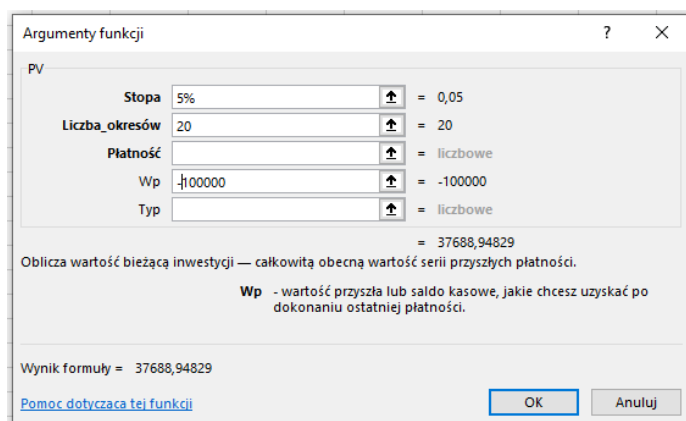 Argumenty funkcji ? ×
PV
Stopa 5% = 0,05
Liczba_okresów 20 = 20
Płatność = liczbowe
Wp -100000 = -100000
Typ = liczbowe
= 37688,94829
Oblicza wartość bieżącą inwestycji — całkowitą obecną wartość serii przyszłych płatności.
Wp - wartość przyszła lub saldo kasowe, jakie chcesz uzyskać po
dokonaniu ostatniej płatności.
Wynik formuły = 37688,94829
Pomoc dotycząca tej funkcji OK Anuluj